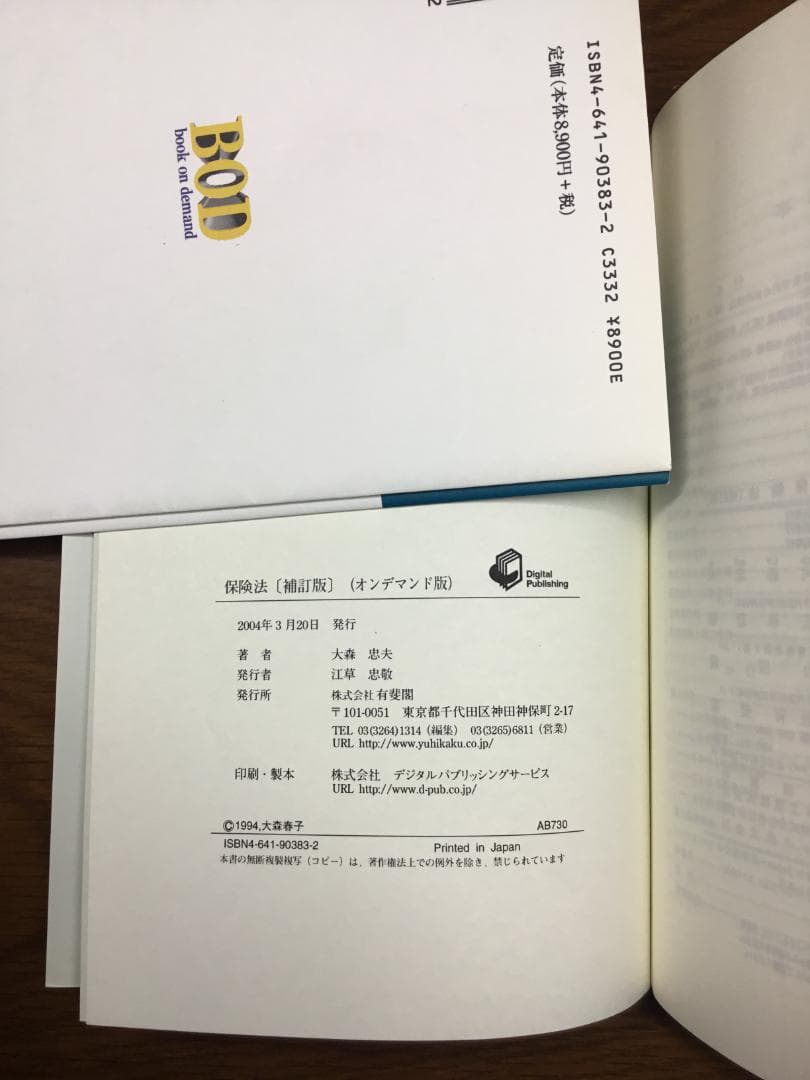 2
ISBN4-641-90383-2 C3332 ¥8900E
定価(本体8,900円+税)
BOD
book on demand
保険法〔補訂版〕(オンデマンド版)
Digital
Publishing
2004年3月20日 発行
著 者 大森 忠夫
発行者 江草 忠敬
発行所 株式会社 有斐閣
〒101-0051 東京都千代田区神田神保町2-17
TEL 03(3264)1314(編集) 03(3265)6811(営業)
URL http://www.yuhikaku.co.jp/
印刷・製本 株式会社 デジタルパブリッシングサービス
URL http://www.d-pub.co.jp/
©1994,大森春子 AB730
ISBN4-641-90383-2 Printed in Japan
本書の無断複製複写(コピー)は、著作権法上での例外を除き、禁じられています